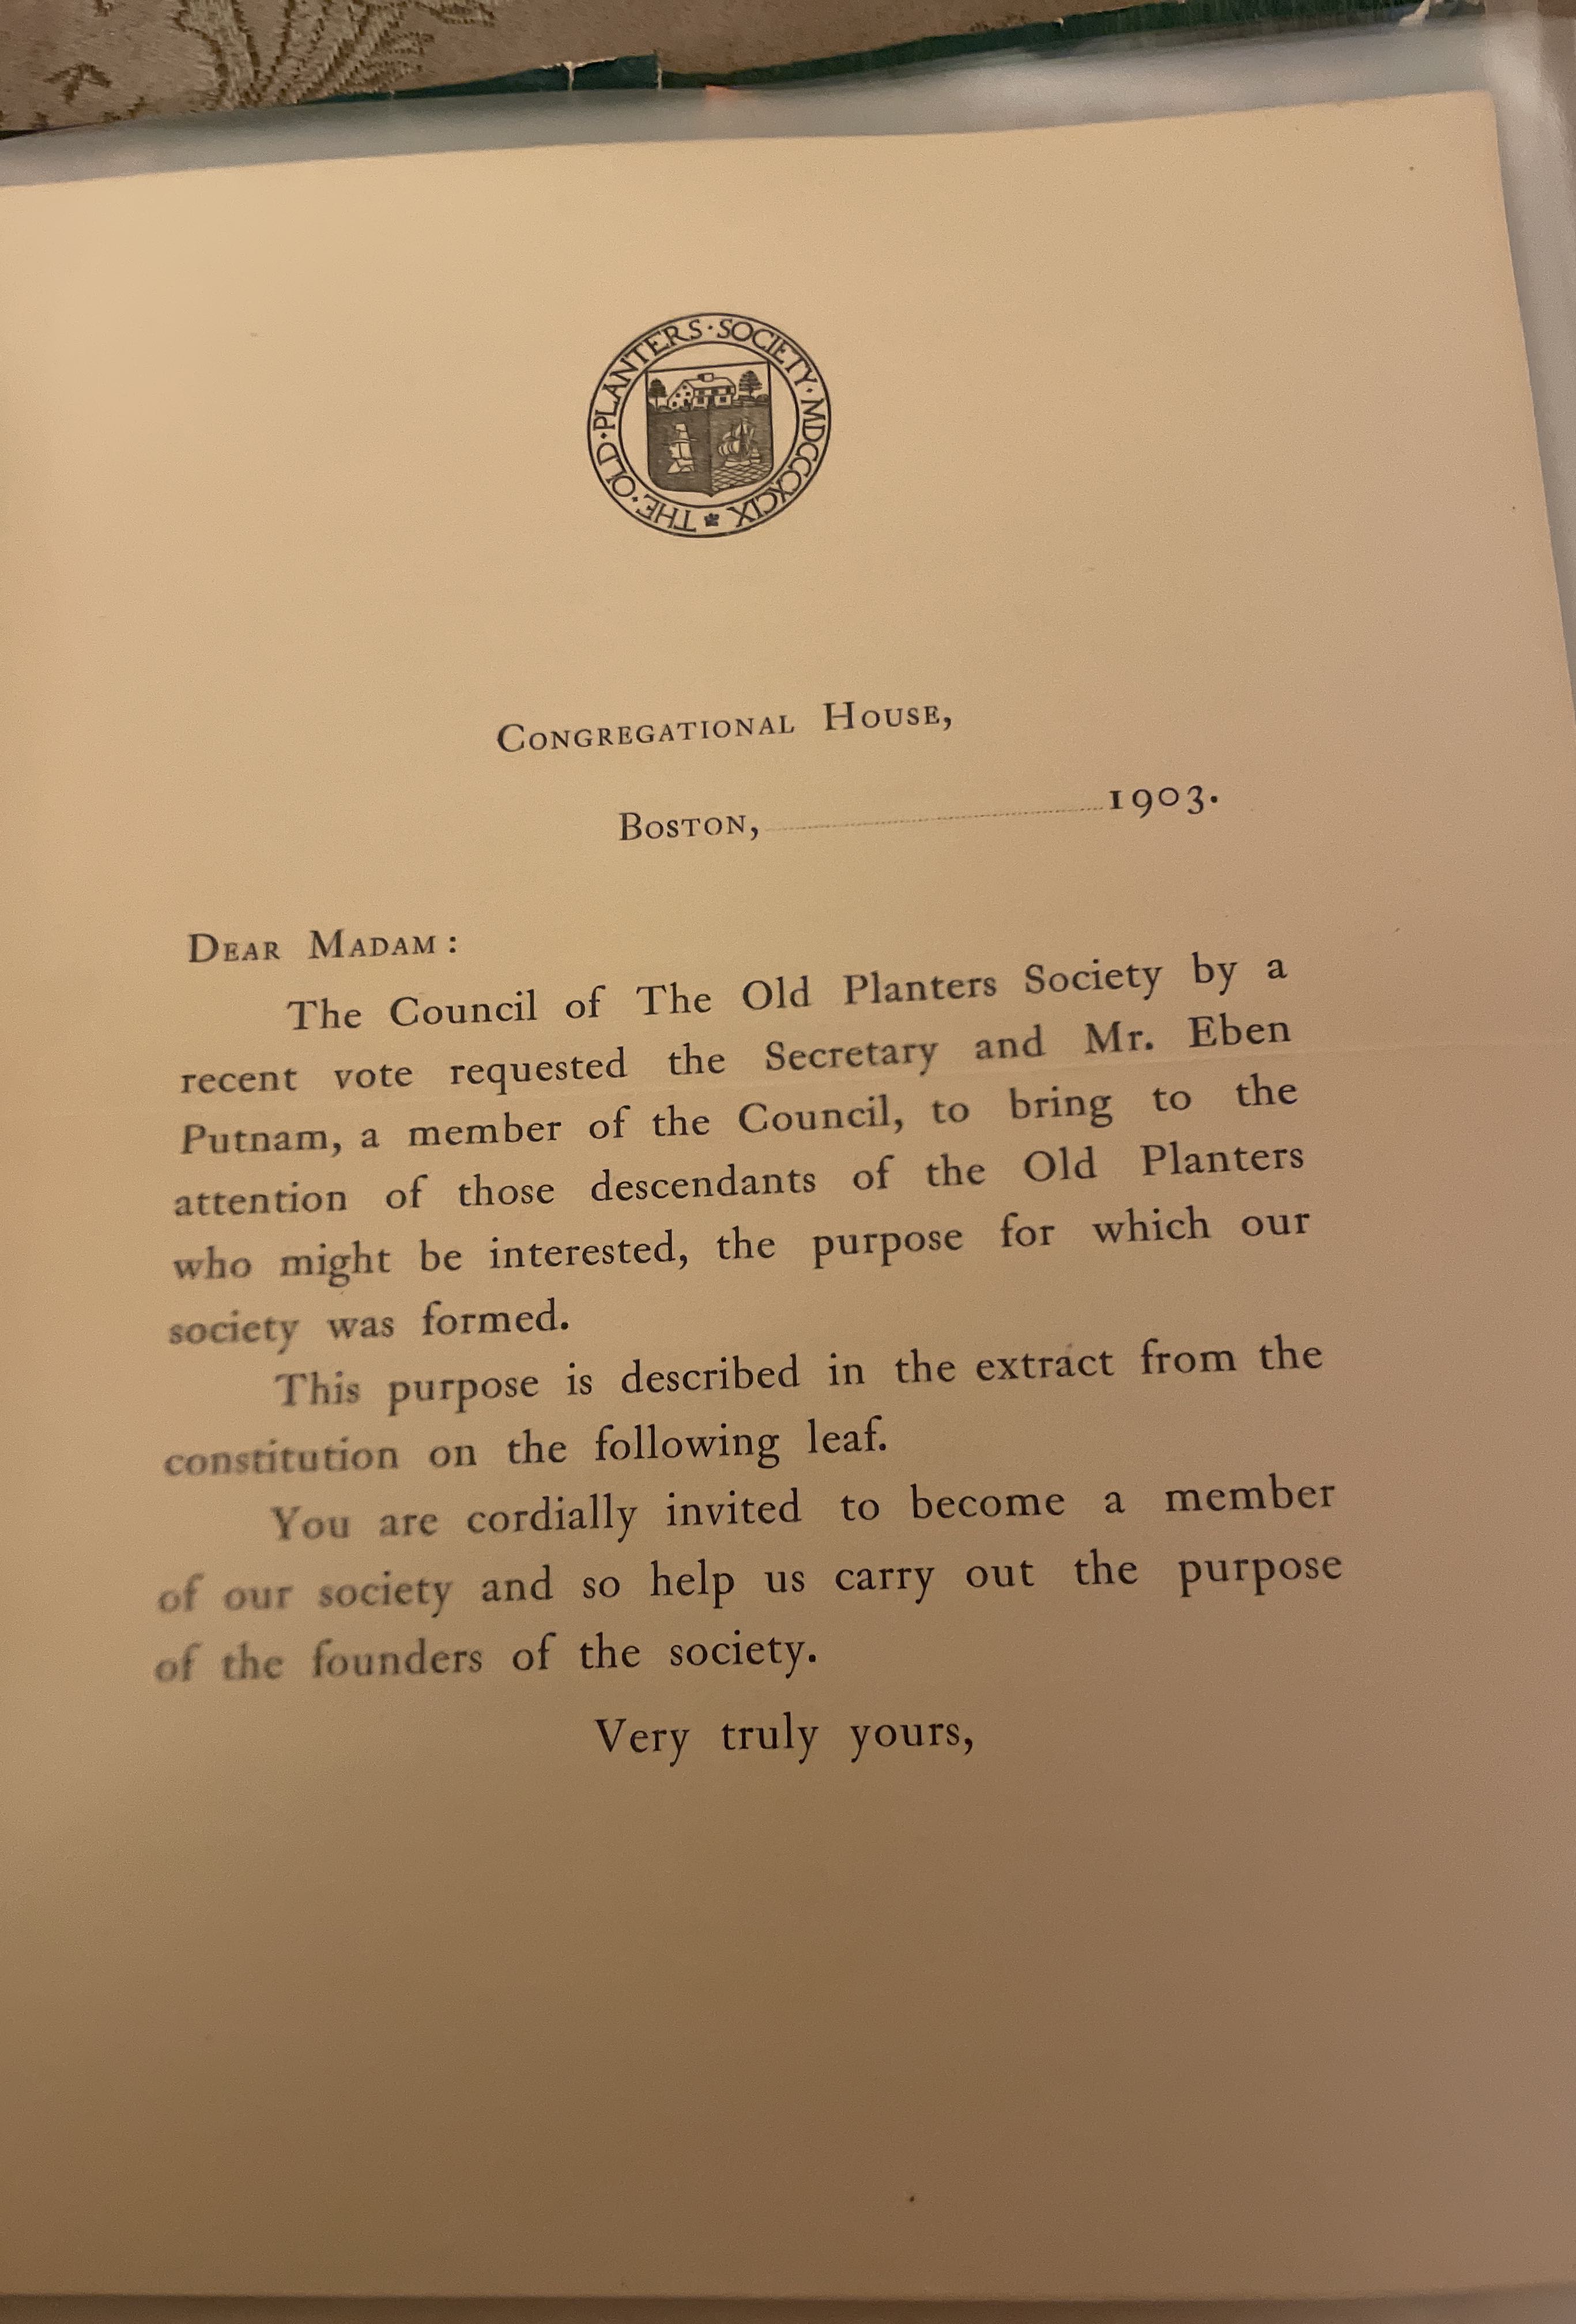 THE · OLD · PLANTERS · SOCIETY · MDCCCXCIX
CONGREGATIONAL HOUSE,
BOSTON, 1903.
DEAR MADAM:
The Council of The Old Planters Society by a
recent vote requested the Secretary and Mr. Eben
Putnam, a member of the Council, to bring to the
attention of those descendants of the Old Planters
who might be interested, the purpose for which our
society was formed.
This purpose is described in the extract from the
constitution on the following leaf.
You are cordially invited to become a member
of our society and so help us carry out the purpose
of the founders of the society.
Very truly yours,